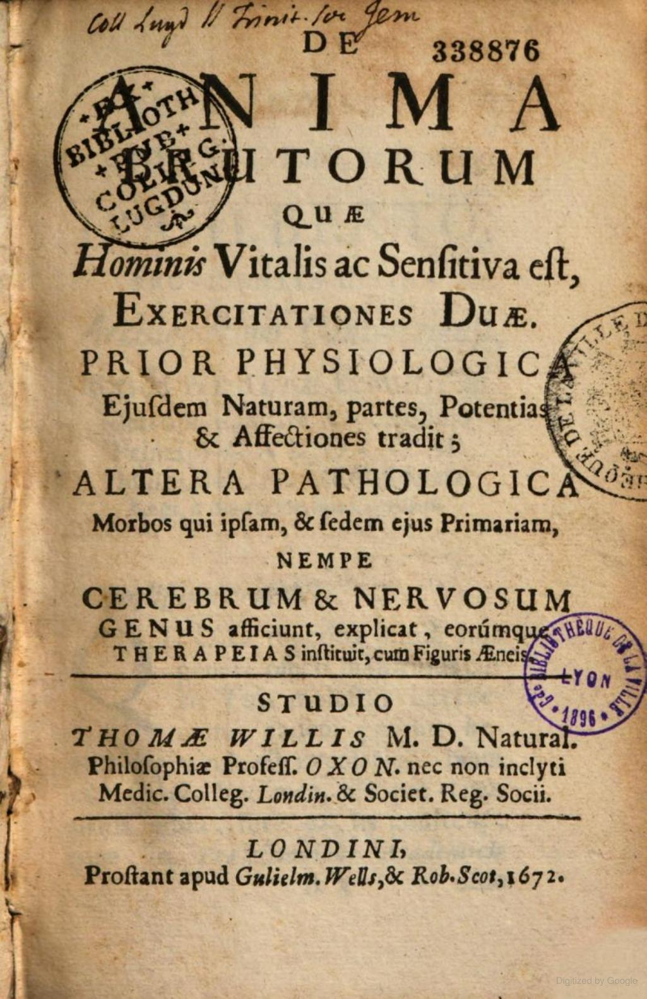 Coll Lugd Trinit. Soc Jesu
DE
338876
ANIMA
BRUTORUM
QUÆ
Hominis Vitalis ac Senſitiva eſt,
EXERCITATIONES DUÆ.
PRIOR PHYSIOLOGICA
Ejuſdem Naturam, partes, Potentias
& Affectiones tradit;
ALTERA PATHOLOGICA
Morbos qui ipſam, & ſedem ejus Primariam,
NEMPE
CEREBRUM & NERVOSUM
GENUS afficiunt, explicat, eorúmque
THERAPEIAS inſtituit, cum Figuris Æneis.
STUDIO
THOMÆ WILLIS M. D. Natural.
Philoſophiæ Profeſſ. OXON. nec non inclyti
Medic. Colleg. Londin. & Societ. Reg. Socii.
LONDINI,
Proſtant apud Gulielm. Wells, & Rob. Scot, 1672.
BIBLIOTH
PUB
COLLEG.
LUGDUN
VILLE D
DE LA
Gde BIBLIOTHÈQUE DE LA VILLE
LYON
1896
Digitized by Google